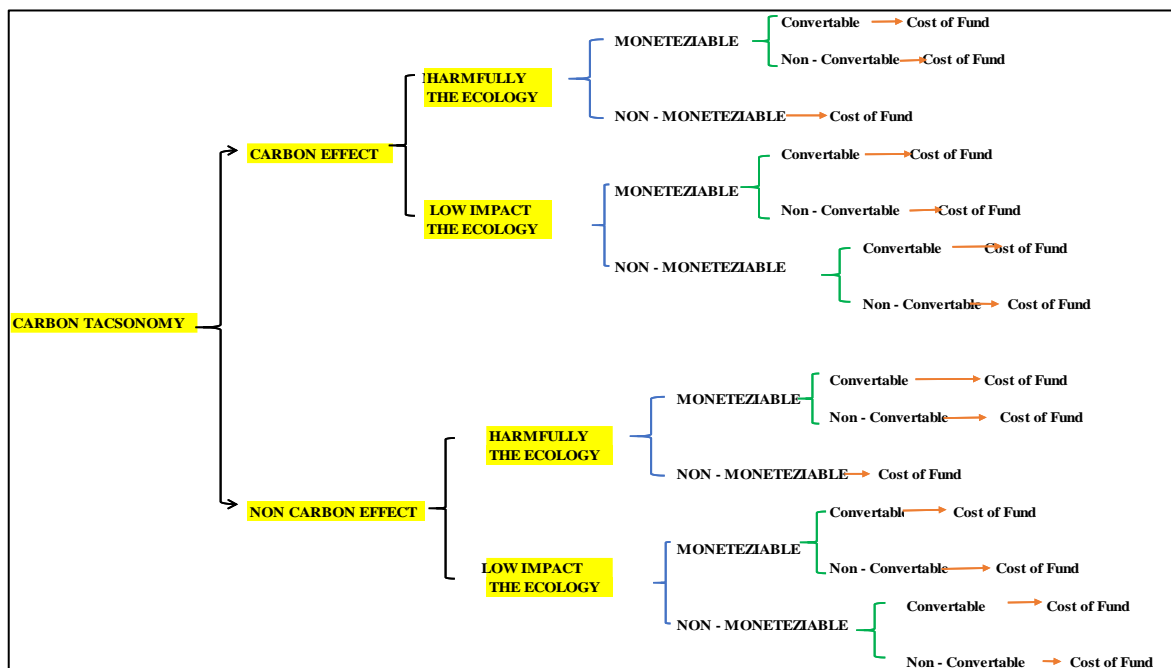 Convertable Cost of Fund
MONETEZIABLE
Non - Convertable Cost of Fund
HARMFULLY
THE ECOLOGY
NON - MONETEZIABLE Cost of Fund
CARBON EFFECT
Convertable Cost of Fund
MONETEZIABLE
LOW IMPACT
THE ECOLOGY
Non - Convertable Cost of Fund
NON - MONETEZIABLE
Convertable Cost of Fund
Non - Convertable Cost of Fund
CARBON TACSONOMY
Convertable Cost of Fund
MONETEZIABLE
Non - Convertable Cost of Fund
HARMFULLY
THE ECOLOGY
NON - MONETEZIABLE Cost of Fund
NON CARBON EFFECT
Convertable Cost of Fund
MONETEZIABLE
LOW IMPACT
THE ECOLOGY
Non - Convertable Cost of Fund
NON - MONETEZIABLE
Convertable Cost of Fund
Non - Convertable Cost of Fund